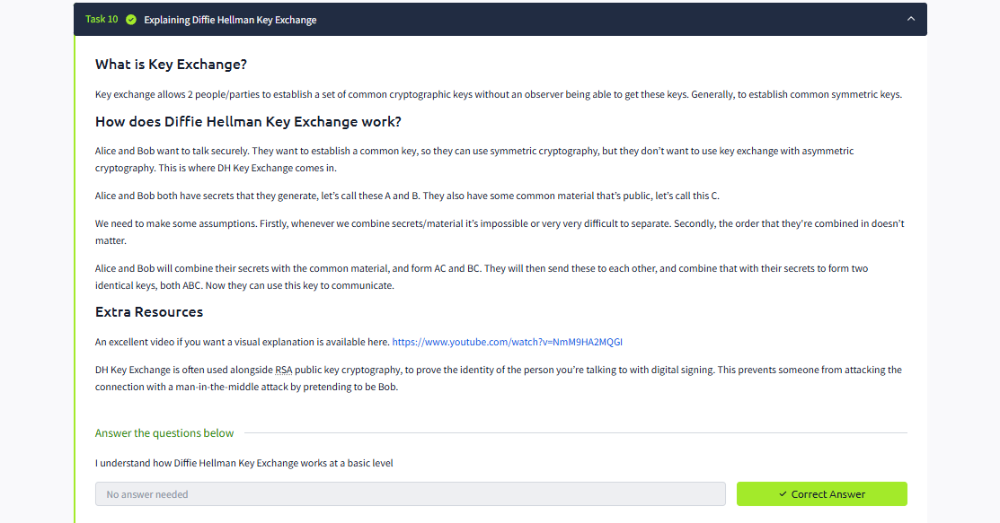 Task 10 Explaining Diffie Hellman Key Exchange
What is Key Exchange?
Key exchange allows 2 people/parties to establish a set of common cryptographic keys without an observer being able to get these keys. Generally, to establish common symmetric keys.
How does Diffie Hellman Key Exchange work?
Alice and Bob want to talk securely. They want to establish a common key, so they can use symmetric cryptography, but they don’t want to use key exchange with asymmetric
cryptography. This is where DH Key Exchange comes in.
Alice and Bob both have secrets that they generate, let’s call these A and B. They also have some common material that’s public, let’s call this C.
We need to make some assumptions. Firstly, whenever we combine secrets/material it’s impossible or very very difficult to separate. Secondly, the order that they're combined in doesn’t
matter.
Alice and Bob will combine their secrets with the common material, and form AC and BC. They will then send these to each other, and combine that with their secrets to form two
identical keys, both ABC. Now they can use this key to communicate.
Extra Resources
An excellent video if you want a visual explanation is available here. https://www.youtube.com/watch?v=NmM9HA2MQGI
DH Key Exchange is often used alongside RSA public key cryptography, to prove the identity of the person you’re talking to with digital signing. This prevents someone from attacking the
connection with a man-in-the-middle attack by pretending to be Bob.
Answer the questions below
I understand how Diffie Hellman Key Exchange works at a basic level
No answer needed
Correct Answer